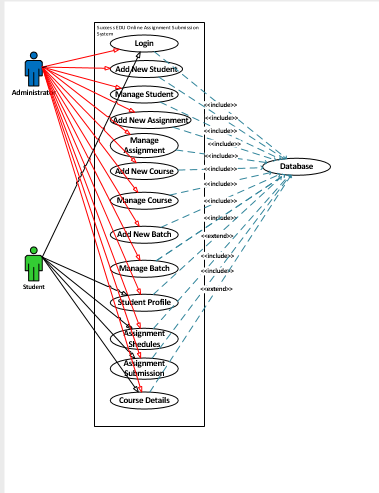 Success EDU Online Assignment Submission
System
Login
Add New Student
Administrator
Manage Student
<<include>>
<<include>>
Add New Assignment
<<include>>
Manage
Assignment
<<include>>
<<include>>
Database
Add New Course
<<include>>
<<include>>
Manage Course
<<include>>
<<include>>
Add New Batch
<<extend>>
<<include>>
Manage Batch
<<include>>
Student
<<extend>>
Student Profile
Assignment
Shedules
Assignment
Submission
Course Details